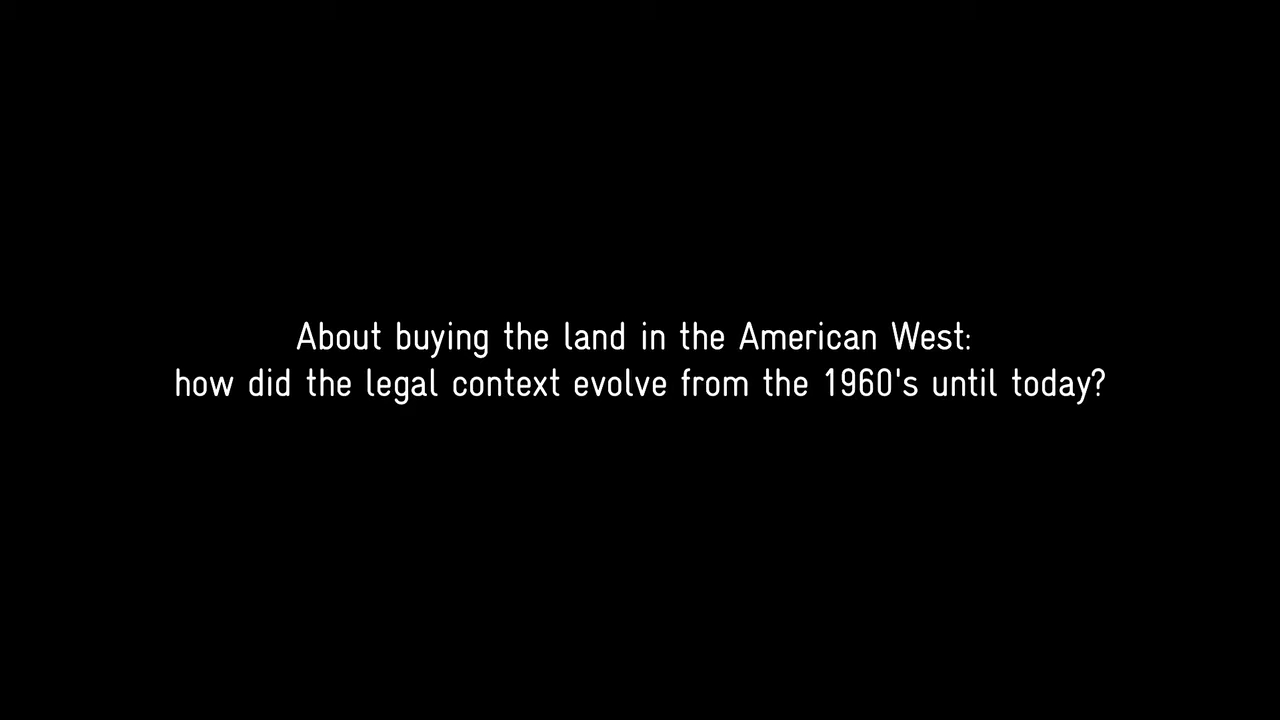 About buying the land in the American West:
how did the legal context evolve from the 1960's until today?